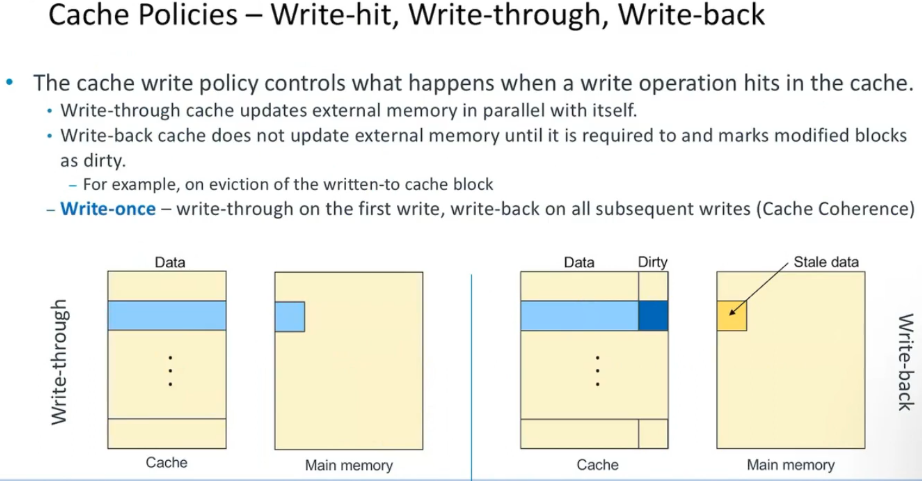 Cache Policies – Write-hit, Write-through, Write-back
• The cache write policy controls what happens when a write operation hits in the cache.
• Write-through cache updates external memory in parallel with itself.
• Write-back cache does not update external memory until it is required to and marks modified blocks
as dirty.
– For example, on eviction of the written-to cache block
– Write-once – write-through on the first write, write-back on all subsequent writes (Cache Coherence)
Data
Data
Dirty
Stale data
Write-through
Write-back
Cache
Main memory
Cache
Main memory